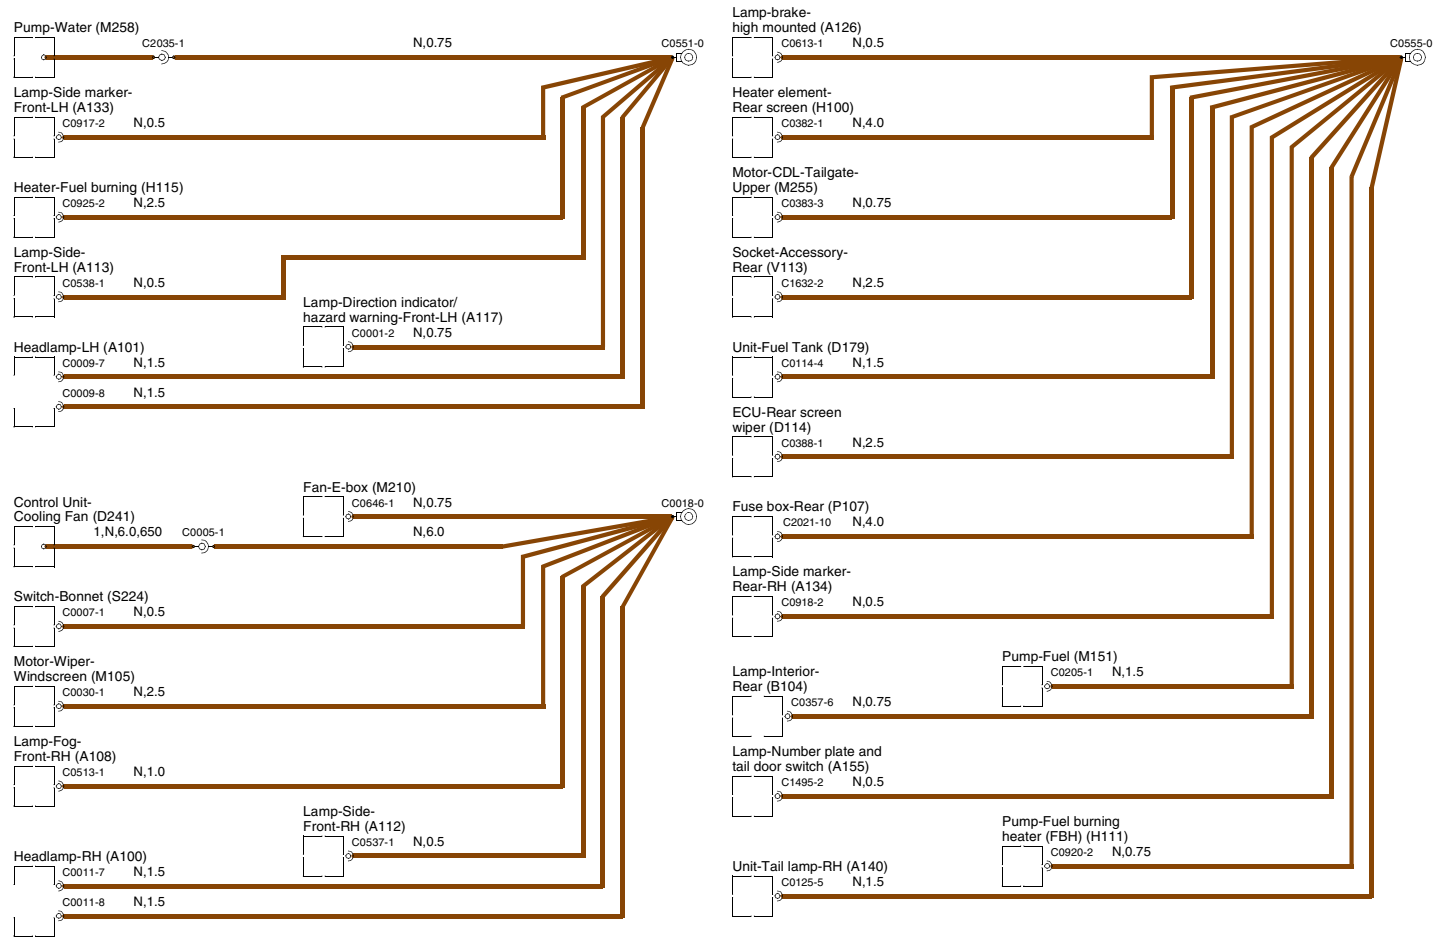 Pump-Water (M258)
C2035-1
N,0.75
C0551-0
Lamp-Side marker-
Front-LH (A133)
C0917-2
N,0.5
Heater-Fuel burning (H115)
C0925-2
N,2.5
Lamp-Side-
Front-LH (A113)
C0538-1
N,0.5
Lamp-Direction indicator/
hazard warning-Front-LH (A117)
C0001-2
N,0.75
Headlamp-LH (A101)
C0009-7
N,1.5
C0009-8
N,1.5
Fan-E-box (M210)
C0646-1
N,0.75
C0018-0
Control Unit-
Cooling Fan (D241)
1,N,6.0,650
C0005-1
N,6.0
Switch-Bonnet (S224)
C0007-1
N,0.5
Motor-Wiper-
Windscreen (M105)
C0030-1
N,2.5
Lamp-Fog-
Front-RH (A108)
C0513-1
N,1.0
Lamp-Side-
Front-RH (A112)
C0537-1
N,0.5
Headlamp-RH (A100)
C0011-7
N,1.5
C0011-8
N,1.5
Lamp-brake-
high mounted (A126)
C0613-1
N,0.5
C0555-0
Heater element-
Rear screen (H100)
C0382-1
N,4.0
Motor-CDL-Tailgate-
Upper (M255)
C0383-3
N,0.75
Socket-Accessory-
Rear (V113)
C1632-2
N,2.5
Unit-Fuel Tank (D179)
C0114-4
N,1.5
ECU-Rear screen
wiper (D114)
C0388-1
N,2.5
Fuse box-Rear (P107)
C2021-10
N,4.0
Lamp-Side marker-
Rear-RH (A134)
C0918-2
N,0.5
Pump-Fuel (M151)
C0205-1
N,1.5
Lamp-Interior-
Rear (B104)
C0357-6
N,0.75
Lamp-Number plate and
tail door switch (A155)
C1495-2
N,0.5
Pump-Fuel burning
heater (FBH) (H111)
C0920-2
N,0.75
Unit-Tail lamp-RH (A140)
C0125-5
N,1.5